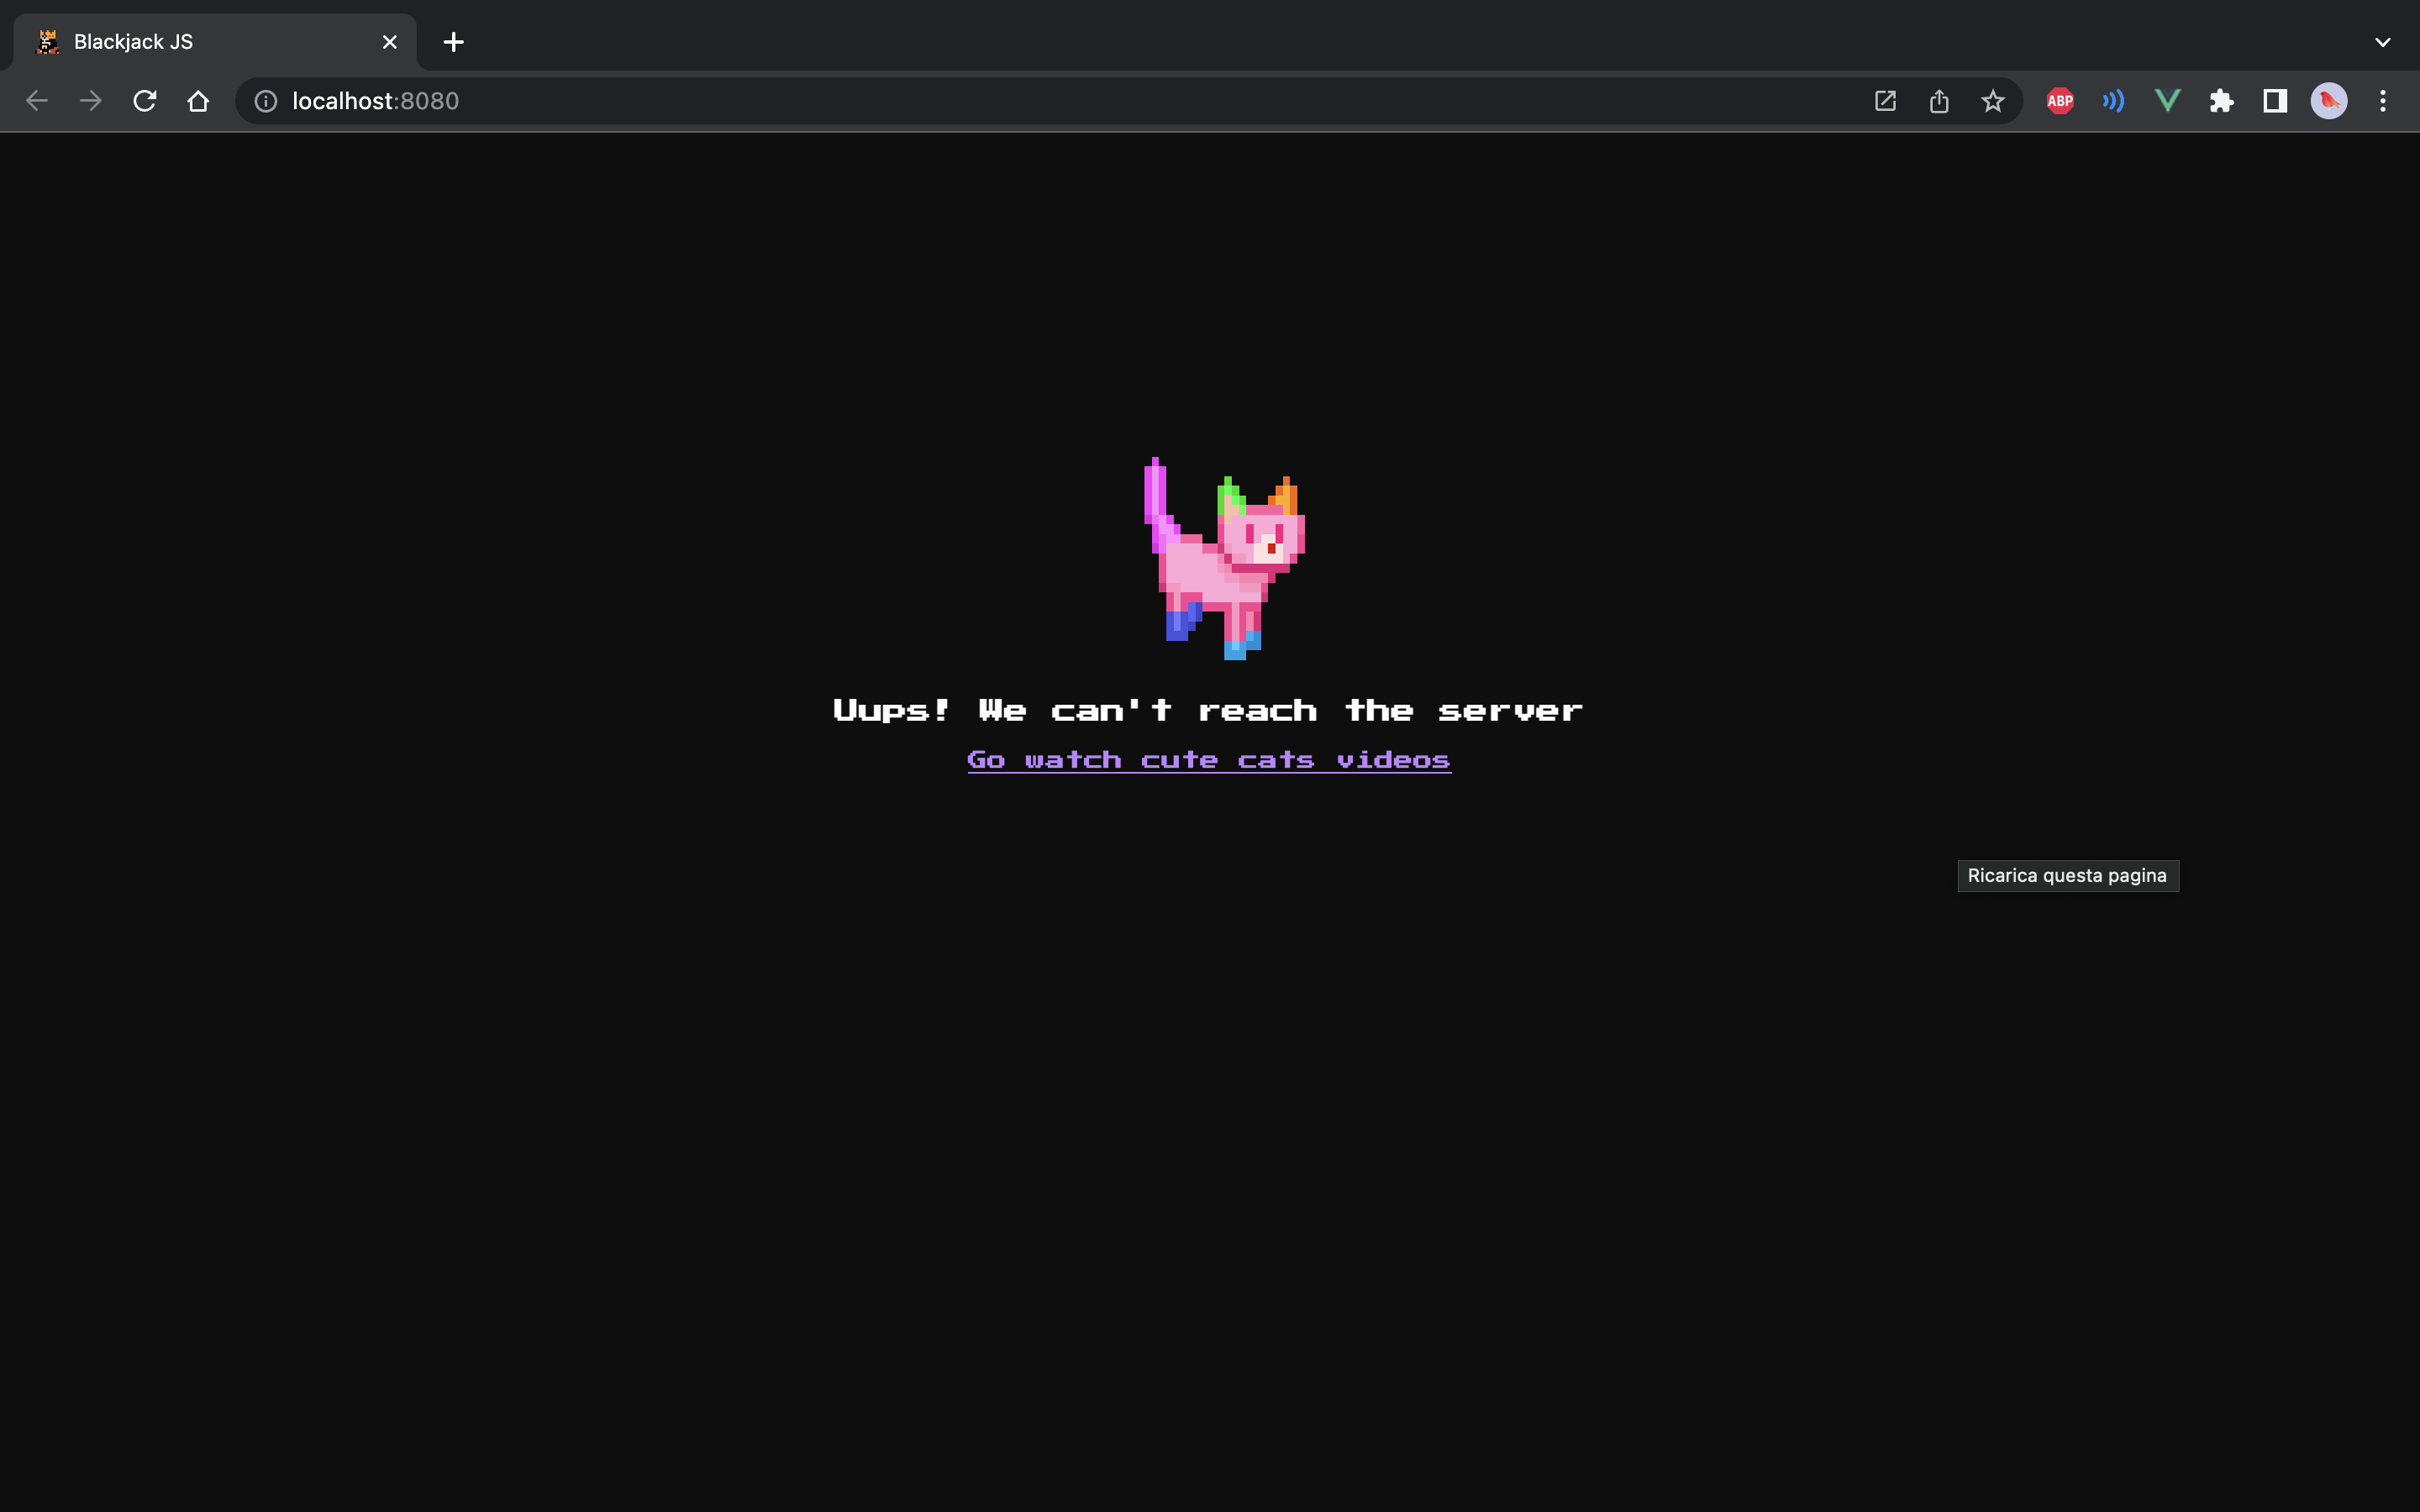 Blackjack JS
localhost:8080
ABP
Uups! We can't reach the server
Go watch cute cats videos
Ricarica questa pagina